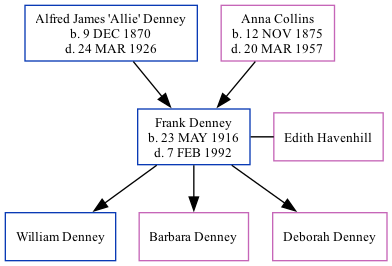 Alfred James 'Allie' Denney
b. 9 DEC 1870
d. 24 MAR 1926
Anna Collins
b. 12 NOV 1875
d. 20 MAR 1957
Frank Denney
b. 23 MAY 1916
d. 7 FEB 1992
Edith Havenhill
William Denney
Barbara Denney
Deborah Denney